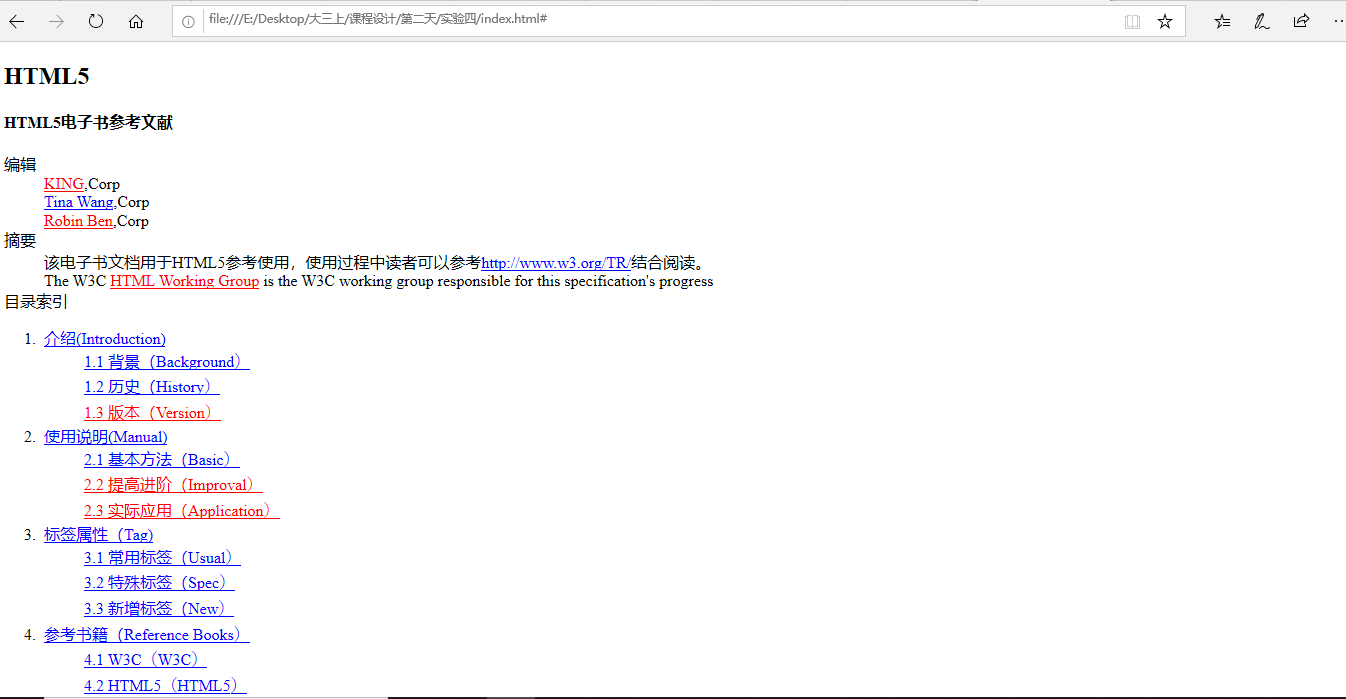 file:///E:/Desktop/大三上/课程设计/第二天/实验四/index.html#
HTML5
HTML5电子书参考文献
编辑
KING,Corp
Tina Wang,Corp
Robin Ben,Corp
摘要
该电子书文档用于HTML5参考使用，使用过程中读者可以参考http://www.w3.org/TR/结合阅读。
The W3C HTML Working Group is the W3C working group responsible for this specification's progress
目录索引
1. 介绍(Introduction)
1.1 背景（Background）
1.2 历史（History）
1.3 版本（Version）
2. 使用说明(Manual)
2.1 基本方法（Basic）
2.2 提高进阶（Improval）
2.3 实际应用（Application）
3. 标签属性（Tag)
3.1 常用标签（Usual）
3.2 特殊标签（Spec）
3.3 新增标签（New）
4. 参考书籍（Reference Books）
4.1 W3C（W3C）
4.2 HTML5（HTML5）